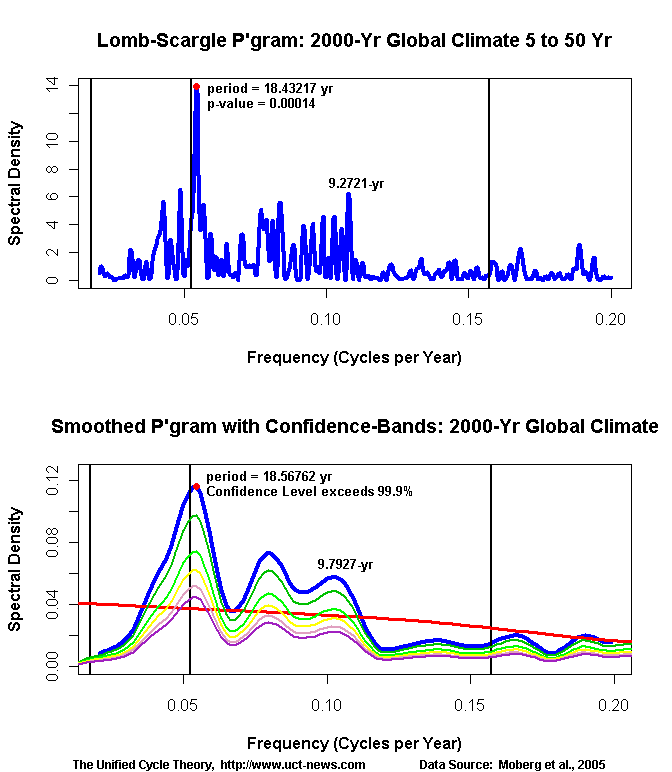 Lomb-Scargle P'gram: 2000-Yr Global Climate 5 to 50 Yr
14
period = 18.43217 yr
p-value = 0.00014
10
9.2721-yr
8
6
4
2
0
Spectral Density
0.05 0.10 0.15 0.20
Frequency (Cycles per Year)
Smoothed P'gram with Confidence-Bands: 2000-Yr Global Climate
0.12
period = 18.56762 yr
Confidence Level exceeds 99.9%
0.08
9.7927-yr
0.04
0.00
Spectral Density
0.05 0.10 0.15 0.20
Frequency (Cycles per Year)
The Unified Cycle Theory, http://www.uct-news.com Data Source: Moberg et al., 2005